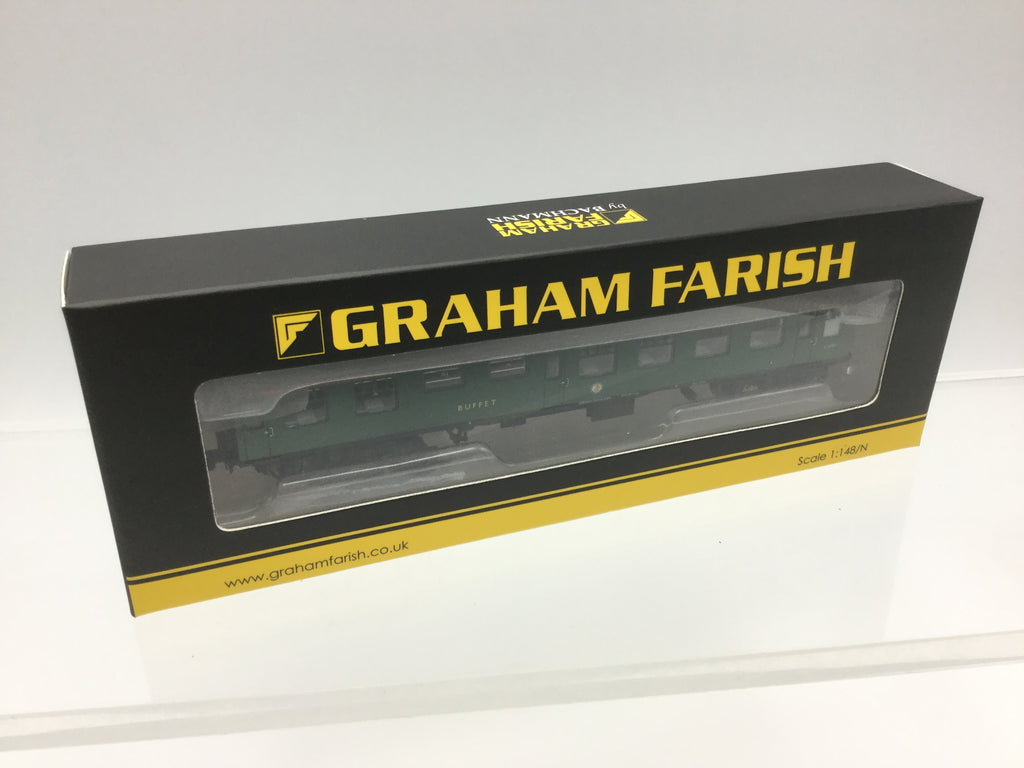 GRAHAM
FARISH
by BACHMANN
GRAHAM FARISH
BUFFET
Scale 1:148/N
www.grahamfarish.co.uk